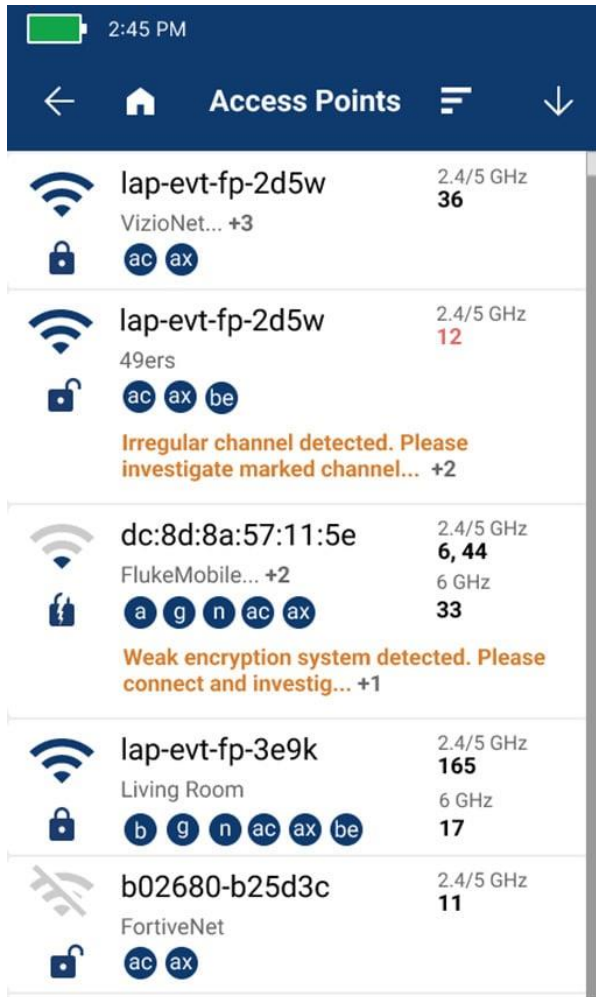 2:45 PM
Access Points
lap-evt-fp-2d5w
2.4/5 GHz
36
VizioNet... +3
ac ax
lap-evt-fp-2d5w
2.4/5 GHz
12
49ers
ac ax be
Irregular channel detected. Please
investigate marked channel... +2
dc:8d:8a:57:11:5e
2.4/5 GHz
6, 44
FlukeMobile... +2
6 GHz
33
a g n ac ax
Weak encryption system detected. Please
connect and investig... +1
lap-evt-fp-3e9k
2.4/5 GHz
165
Living Room
6 GHz
17
b g n ac ax be
b02680-b25d3c
2.4/5 GHz
11
FortiveNet
ac ax